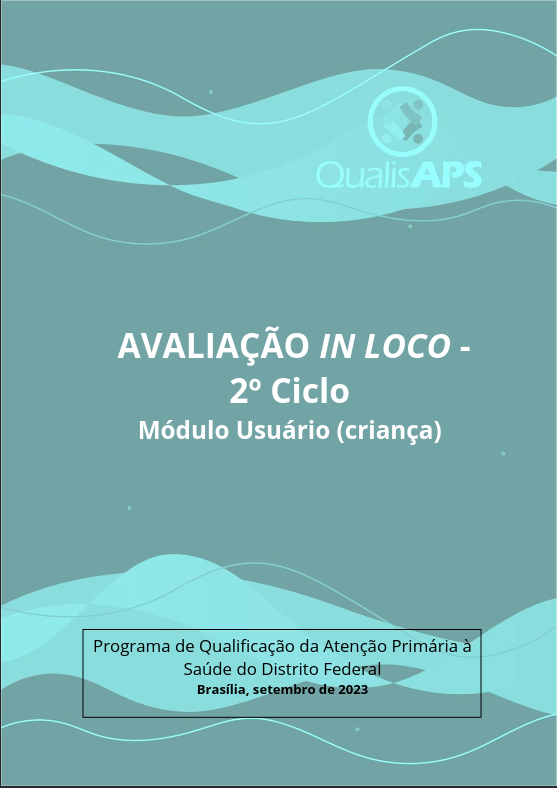 QualisAPS
AVALIAÇÃO IN LOCO -
2º Ciclo
Módulo Usuário (criança)
Programa de Qualificação da Atenção Primária à
Saúde do Distrito Federal
Brasília, setembro de 2023